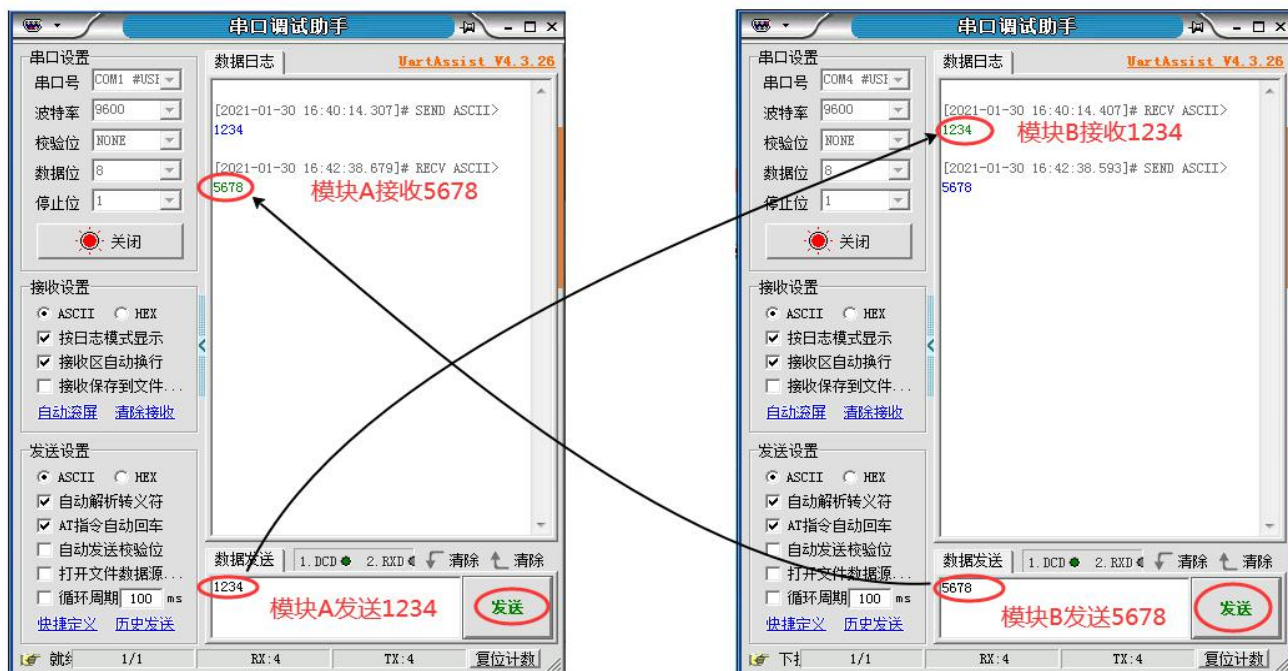 串口调试助手
串口设置
串口号 COM1 #USE
波特率 9600
校验位 NONE
数据位 8
停止位 1
关闭
接收设置
ASCII HEX
按日志模式显示
接收区自动换行
接收保存到文件...
自动滚屏 清除接收
发送设置
ASCII HEX
自动解析转义符
AT指令自动回车
自动发送校验位
打开文件数据源...
循环周期 100 ms
快捷定义 历史发送
数据日志 UartAssist V4.3.26
[2021-01-30 16:40:14.307]# SEND ASCII>
1234
[2021-01-30 16:42:38.679]# RECV ASCII>
5678
模块A接收5678
数据发送 1.DCD 2.RXD 清除 清除
1234
模块A发送1234
发送
1/1 RX:4 TX:4 复位计数
串口调试助手
串口设置
串口号 COM4 #USE
波特率 9600
校验位 NONE
数据位 8
停止位 1
关闭
接收设置
ASCII HEX
按日志模式显示
接收区自动换行
接收保存到文件...
自动滚屏 清除接收
发送设置
ASCII HEX
自动解析转义符
AT指令自动回车
自动发送校验位
打开文件数据源...
循环周期 100 ms
快捷定义 历史发送
数据日志 UartAssist V4.3.26
[2021-01-30 16:40:14.407]# RECV ASCII>
1234
模块B接收1234
[2021-01-30 16:42:38.593]# SEND ASCII>
5678
数据发送 1.DCD 2.RXD 清除 清除
5678
模块B发送5678
发送
1/1 RX:4 TX:4 复位计数